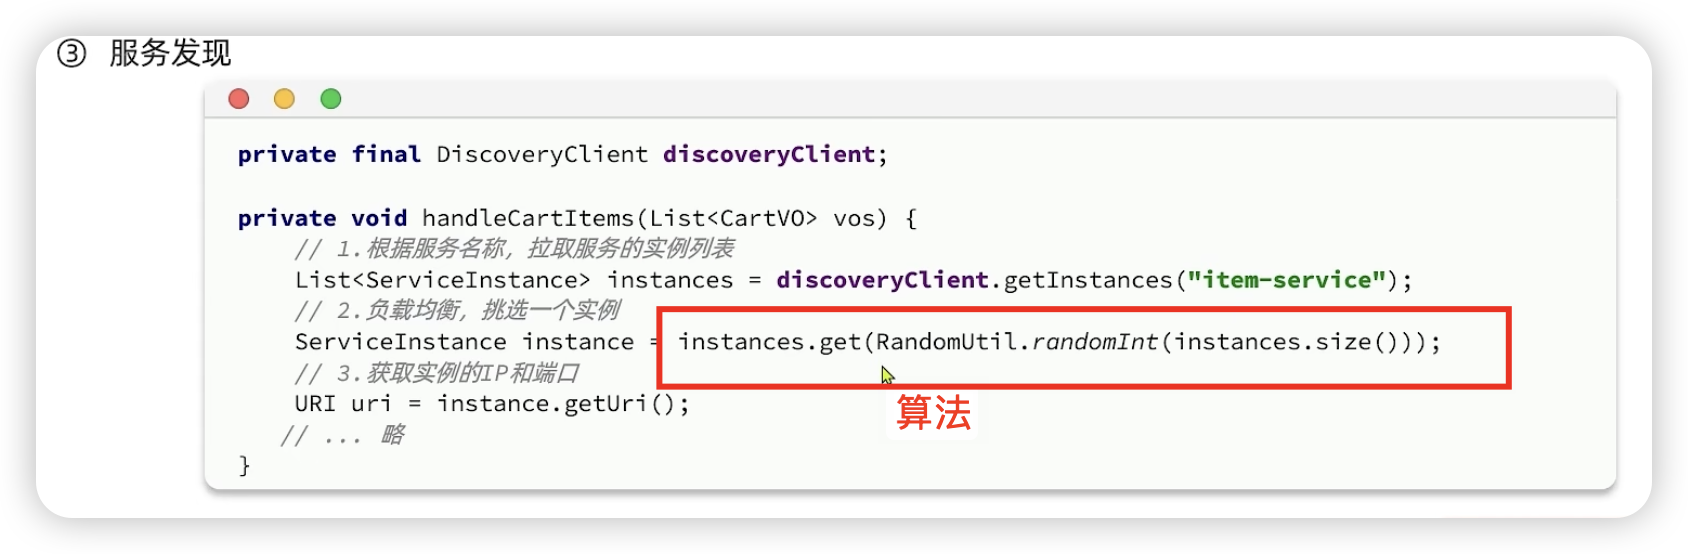 ③ 服务发现
private final DiscoveryClient discoveryClient;
private void handleCartItems(List<CartVO> vos) {
// 1.根据服务名称，拉取服务的实例列表
List<ServiceInstance> instances = discoveryClient.getInstances("item-service");
// 2.负载均衡，挑选一个实例
ServiceInstance instance = instances.get(RandomUtil.randomInt(instances.size()));
// 3.获取实例的IP和端口
URI uri = instance.getUri();
算法
// ... 略
}